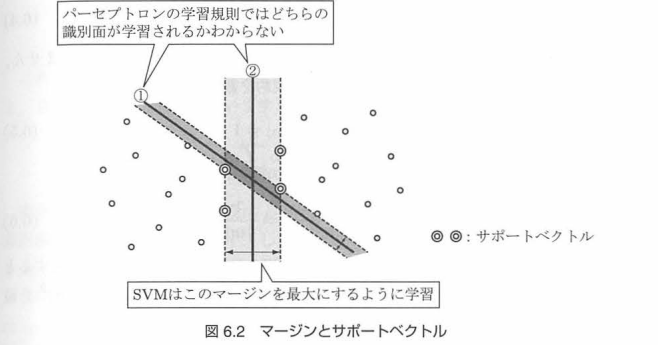 パーセプトロンの学習規則ではどちらの
識別面が学習されるかわからない
②
①
◎ ◎：サポートベクトル
SVMはこのマージンを最大にするように学習
図 6.2 マージンとサポートベクトル